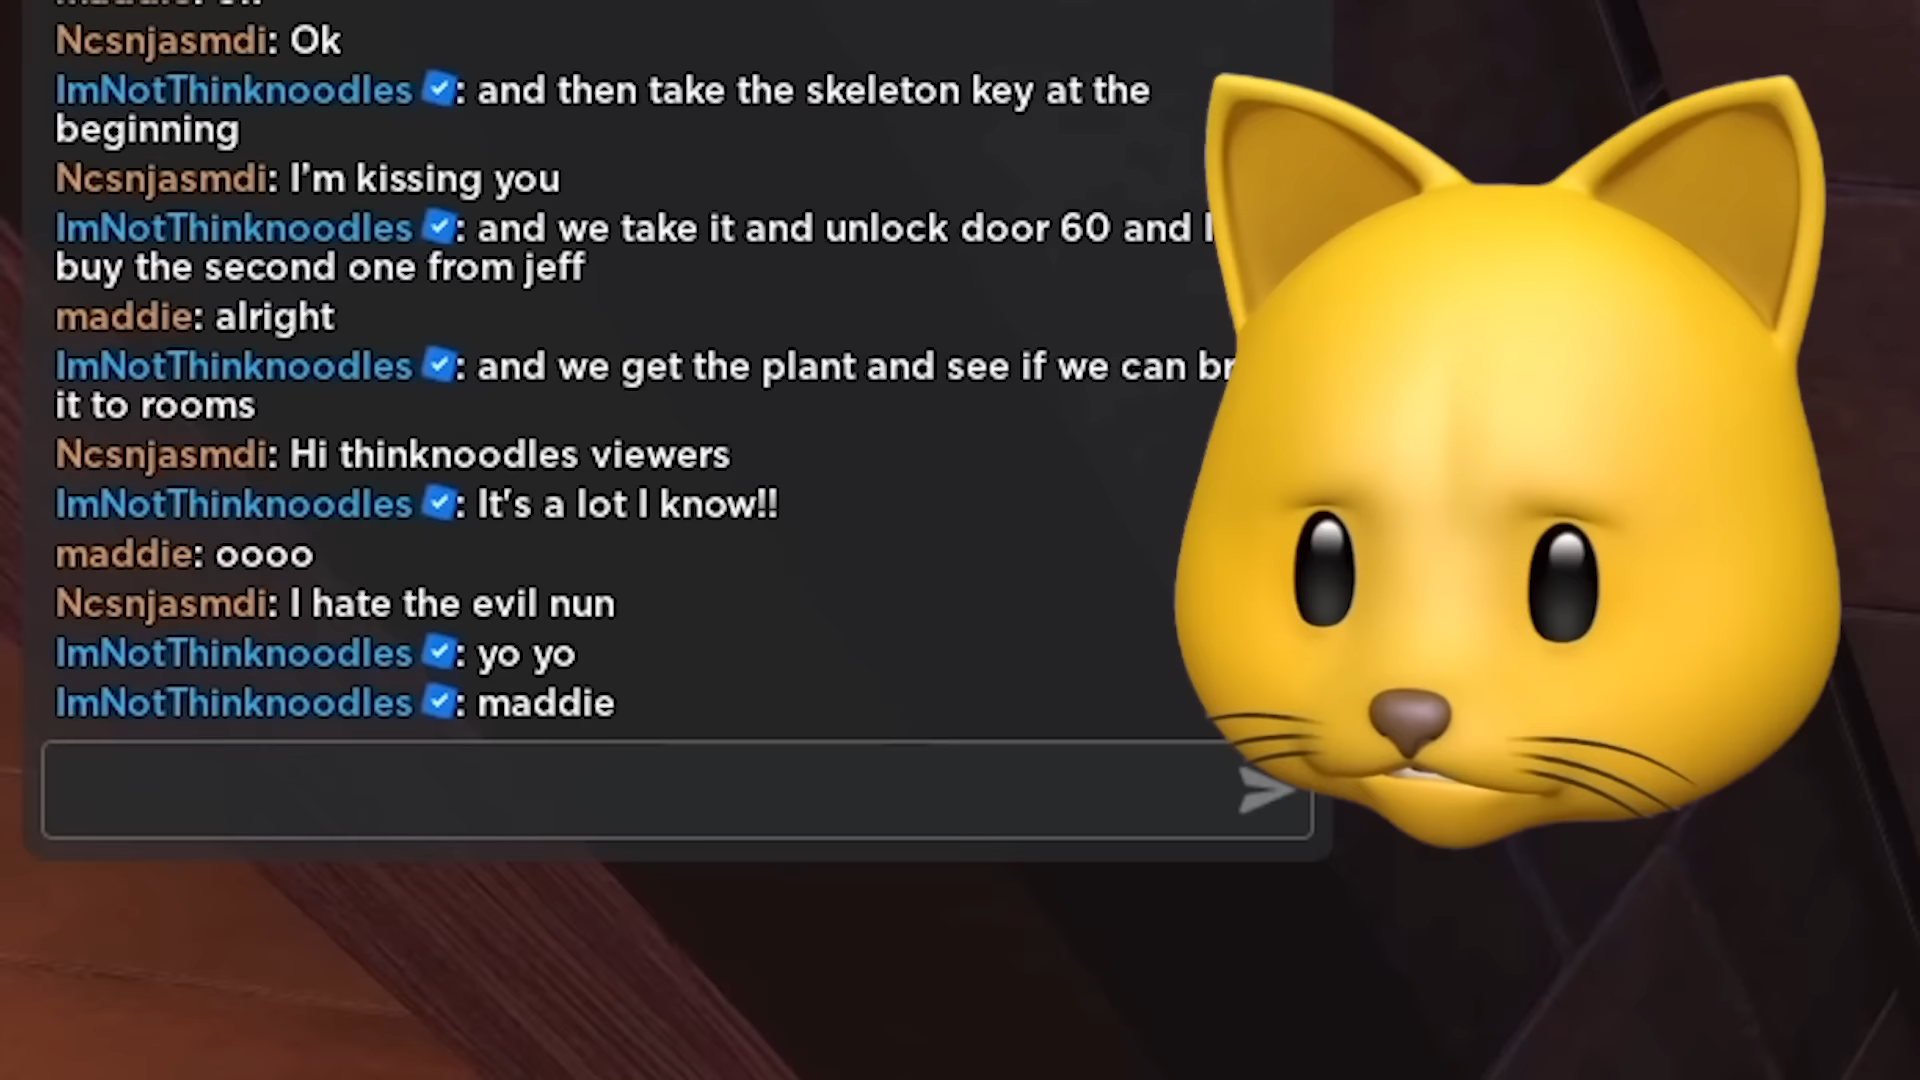 Ncsnjasmdi: Ok
ImNotThinknoodles: and then take the skeleton key at the
beginning
Ncsnjasmdi: I'm kissing you
ImNotThinknoodles: and we take it and unlock door 60 and I
buy the second one from jeff
maddie: alright
ImNotThinknoodles: and we get the plant and see if we can
it to rooms
Ncsnjasmdi: Hi thinknoodles viewers
ImNotThinknoodles: It's a lot I know!!
maddie: oooo
Ncsnjasmdi: I hate the evil nun
ImNotThinknoodles: yo yo
ImNotThinknoodles: maddie